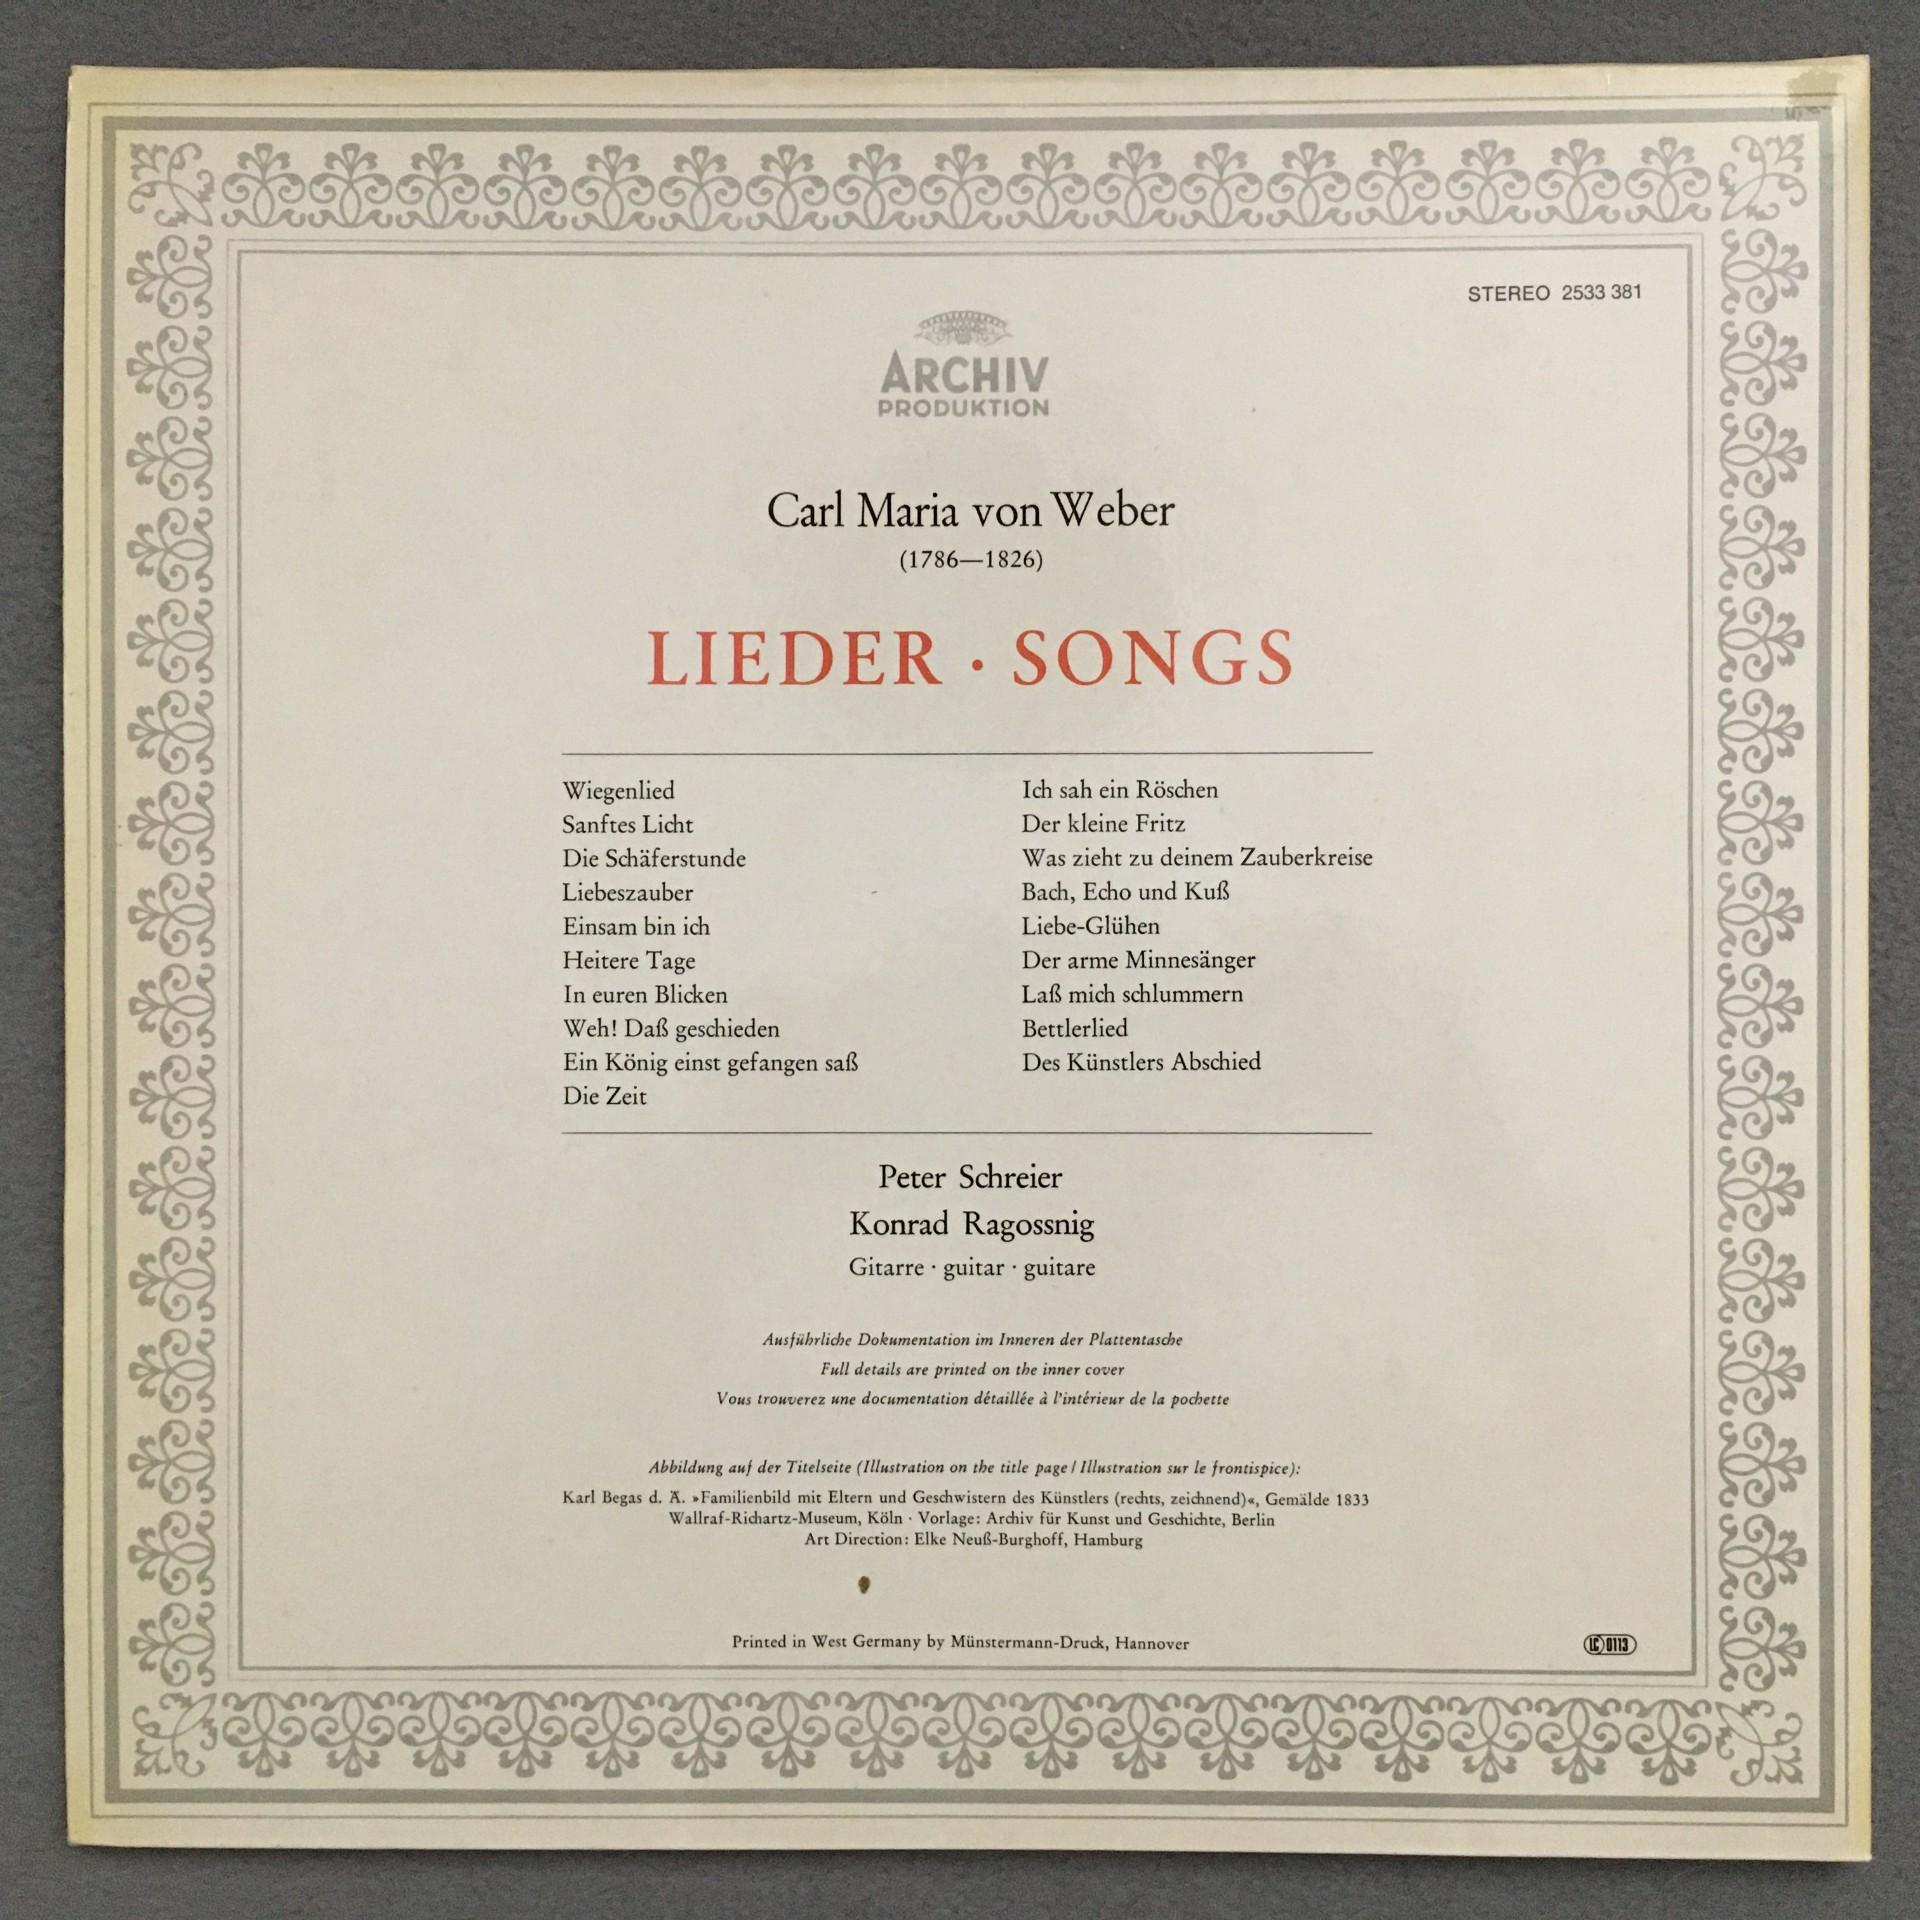 STEREO 2533 381
ARCHIV
PRODUKTION
Carl Maria von Weber
(1786—1826)
LIEDER · SONGS
Wiegenlied
Sanftes Licht
Die Schäferstunde
Liebeszauber
Einsam bin ich
Heitere Tage
In euren Blicken
Weh! Daß geschieden
Ein König einst gefangen saß
Die Zeit
Ich sah ein Röschen
Der kleine Fritz
Was zieht zu deinem Zauberkreise
Bach, Echo und Kuß
Liebe-Glühen
Der arme Minnesänger
Laß mich schlummern
Bettlerlied
Des Künstlers Abschied
Peter Schreier
Konrad Ragossnig
Gitarre · guitar · guitare
Ausführliche Dokumentation im Inneren der Plattentasche
Full details are printed on the inner cover
Vous trouverez une documentation détaillée à l'intérieur de la pochette
Abbildung auf der Titelseite (Illustration on the title page / Illustration sur le frontispice):
Karl Begas d. Ä. »Familienbild mit Eltern und Geschwistern des Künstlers (rechts, zeichnend)«, Gemälde 1833
Wallraf-Richartz-Museum, Köln · Vorlage: Archiv für Kunst und Geschichte, Berlin
Art Direction: Elke Neuß-Burghoff, Hamburg
Printed in West Germany by Münstermann-Druck, Hannover
LC 0113